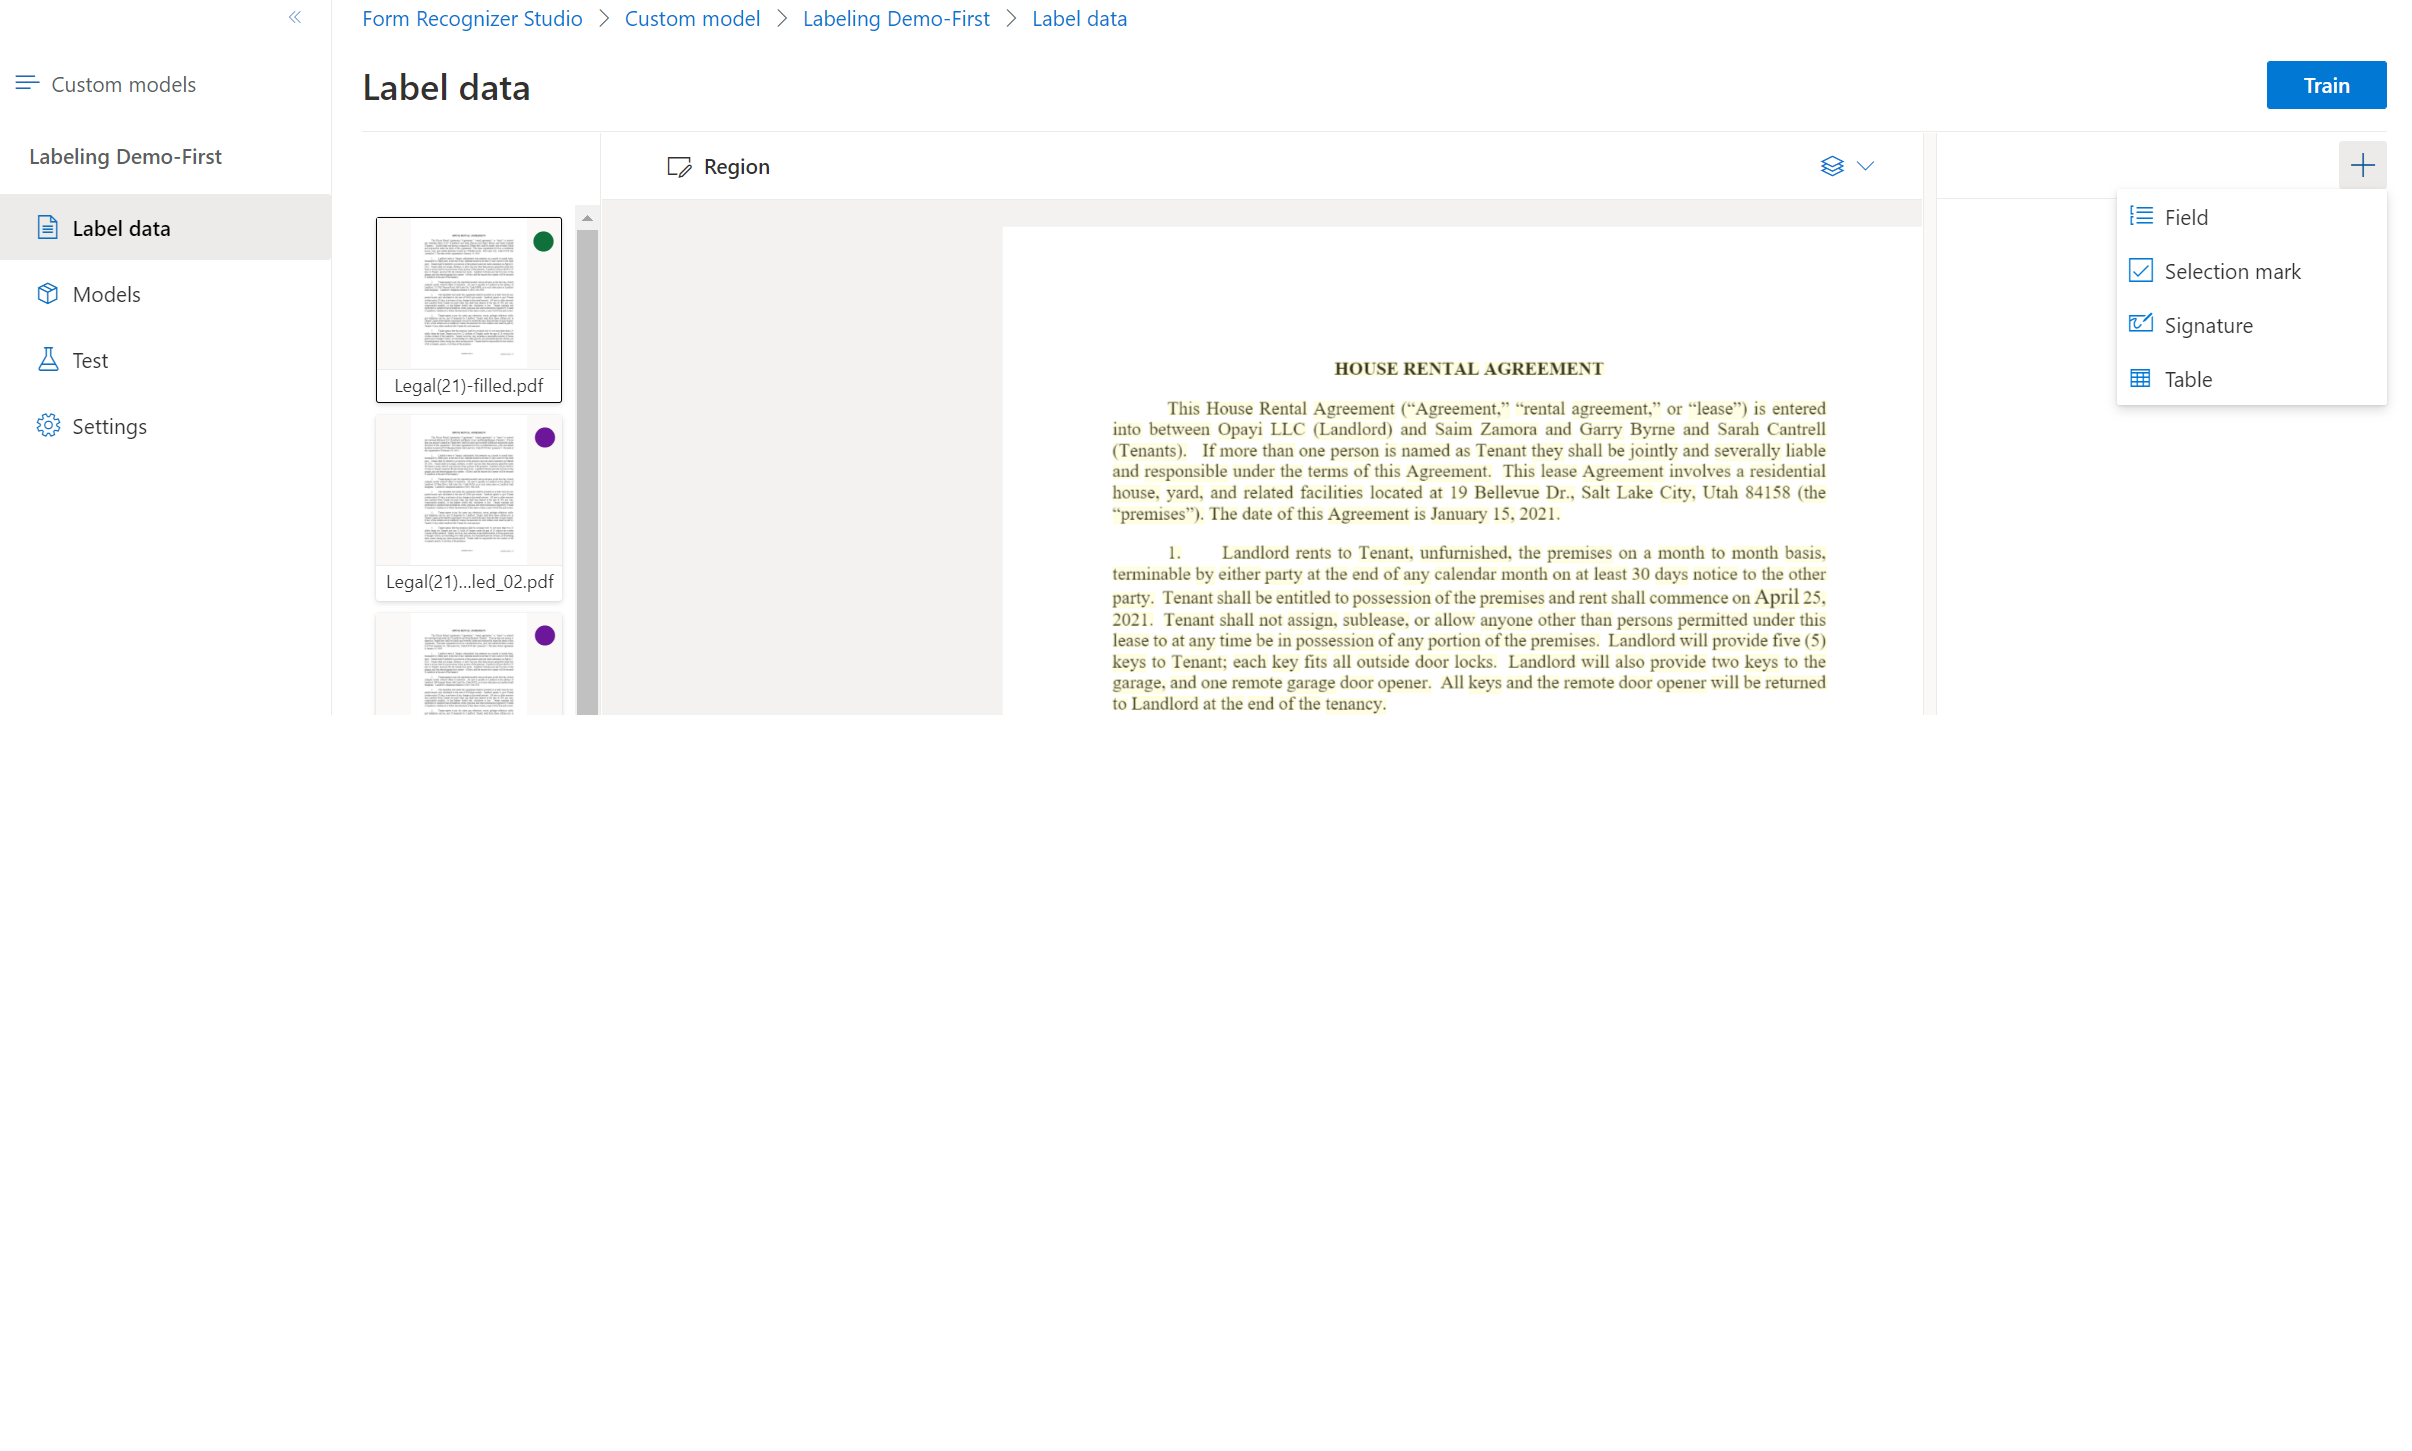 Form Recognizer Studio > Custom model > Labeling Demo-First > Label data
Custom models
Label data
Train
Labeling Demo-First
Label data
Models
Test
Settings
Region
Legal(21)-filled.pdf
Legal(21)...led_02.pdf
HOUSE RENTAL AGREEMENT
This House Rental Agreement (“Agreement,” “rental agreement,” or “lease”) is entered
into between Opayi LLC (Landlord) and Saim Zamora and Garry Byrne and Sarah Cantrell
(Tenants). If more than one person is named as Tenant they shall be jointly and severally liable
and responsible under the terms of this Agreement. This lease Agreement involves a residential
house, yard, and related facilities located at 19 Bellevue Dr., Salt Lake City, Utah 84158 (the
“premises”). The date of this Agreement is January 15, 2021.
1. Landlord rents to Tenant, unfurnished, the premises on a month to month basis,
terminable by either party at the end of any calendar month on at least 30 days notice to the other
party. Tenant shall be entitled to possession of the premises and rent shall commence on April 25,
2021. Tenant shall not assign, sublease, or allow anyone other than persons permitted under this
lease to at any time be in possession of any portion of the premises. Landlord will provide five (5)
keys to Tenant; each key fits all outside door locks. Landlord will also provide two keys to the
garage, and one remote garage door opener. All keys and the remote door opener will be returned
to Landlord at the end of the tenancy.
Field
Selection mark
Signature
Table